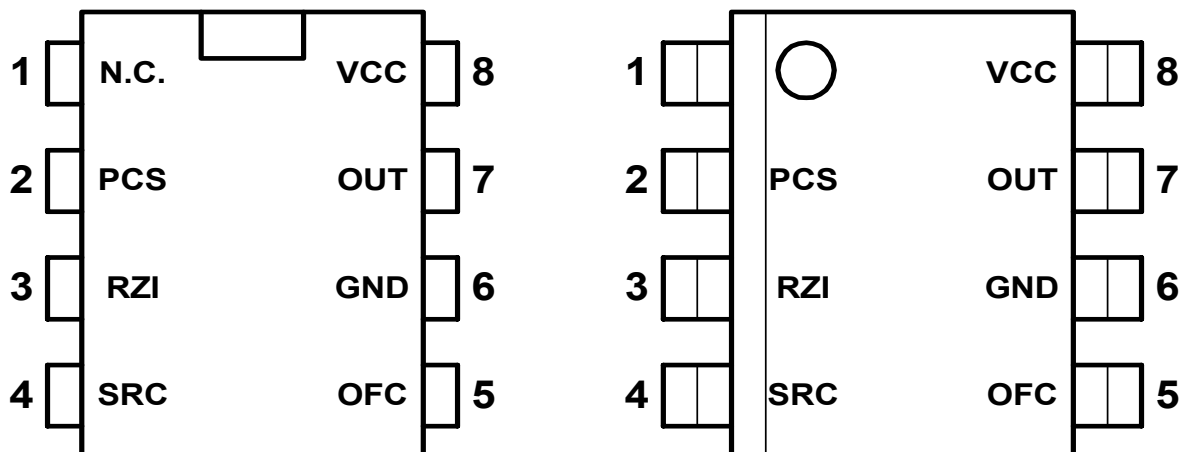 1 N.C. VCC 8 1 VCC 8
2 PCS OUT 7 2 PCS OUT 7
3 RZI GND 6 3 RZI GND 6
4 SRC OFC 5 4 SRC OFC 5